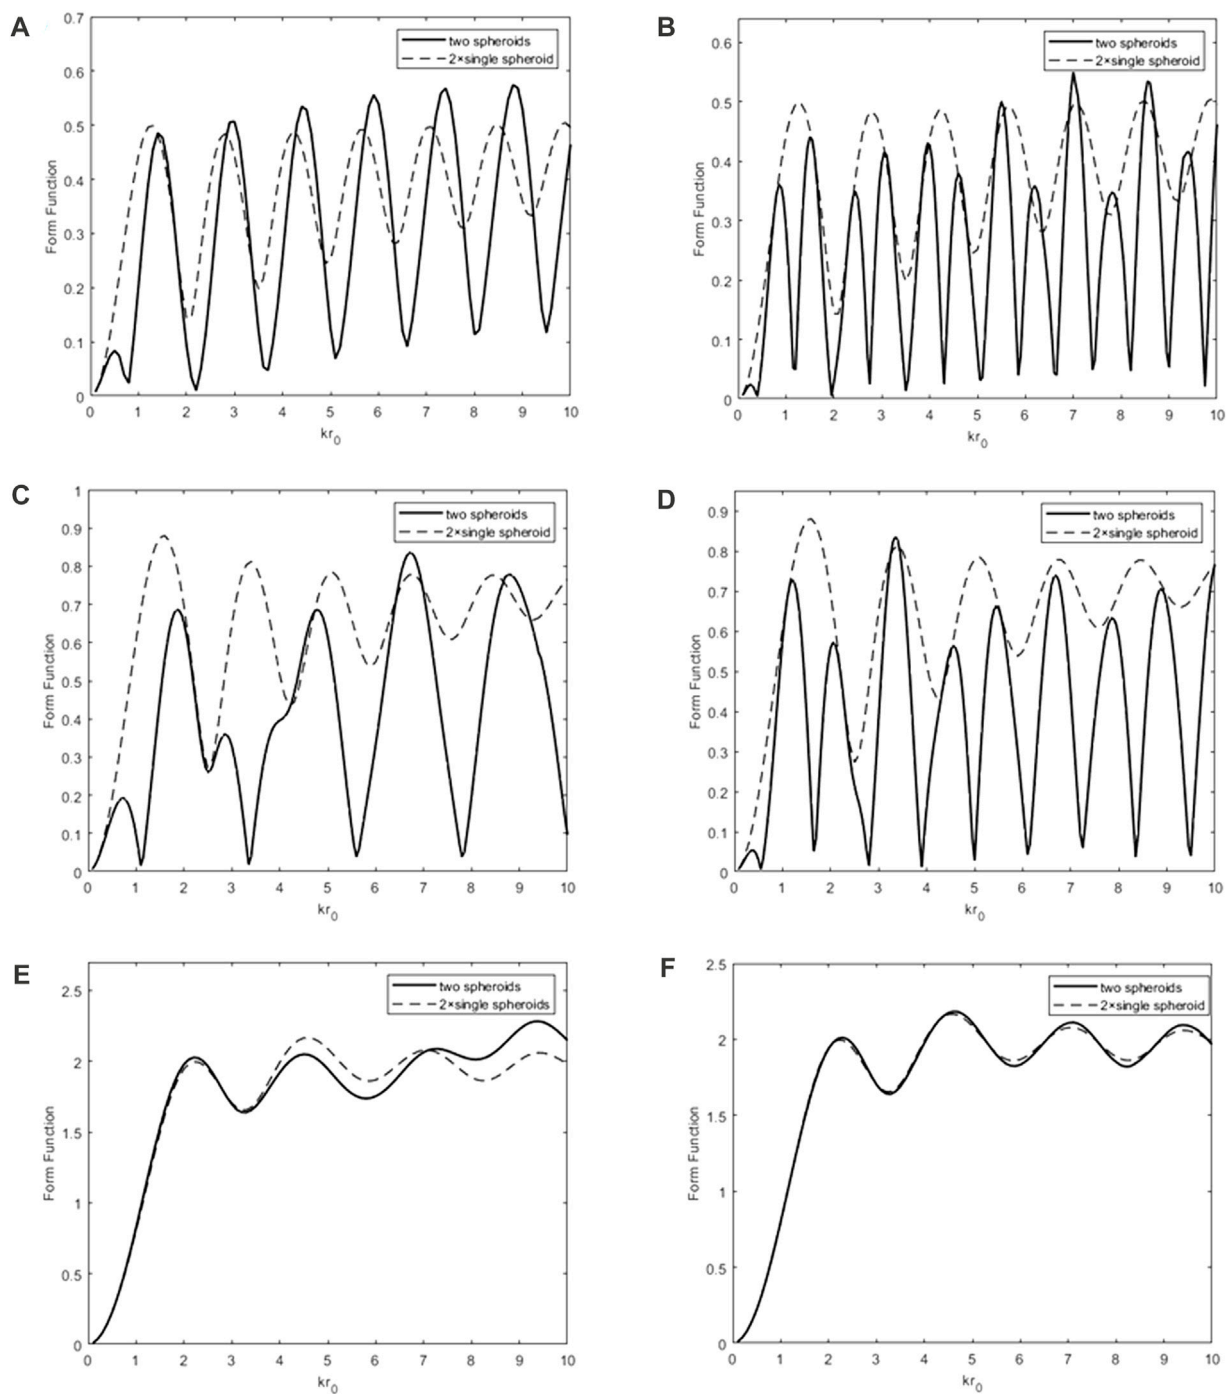 A
0.7
0.6
0.5
0.4
0.3
0.2
0.1
0
Form Function
two spheroids
2×single spheroid
0 1 2 3 4 5 6 7 8 9 10
kr0
B
0.6
0.5
0.4
0.3
0.2
0.1
0
Form Function
two spheroids
2×single spheroid
0 1 2 3 4 5 6 7 8 9 10
kr0
C
1
0.9
0.8
0.7
0.6
0.5
0.4
0.3
0.2
0.1
0
Form Function
two spheroids
2×single spheroid
0 1 2 3 4 5 6 7 8 9 10
kr0
D
0.9
0.8
0.7
0.6
0.5
0.4
0.3
0.2
0.1
0
Form Function
two spheroids
2×single spheroid
0 1 2 3 4 5 6 7 8 9 10
kr0
E
2.5
2
1.5
1
0.5
0
Form Function
two spheroids
2×single spheroids
0 1 2 3 4 5 6 7 8 9 10
kr0
F
2.5
2
1.5
1
0.5
0
Form Function
two spheroids
2×single spheroid
0 1 2 3 4 5 6 7 8 9 10
kr0